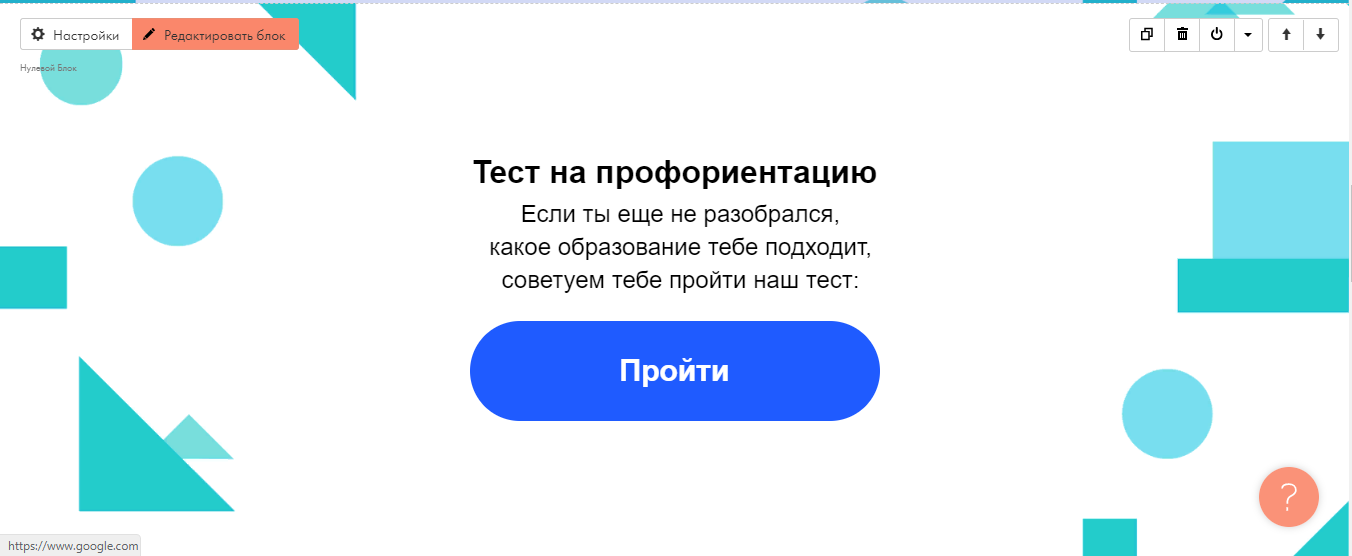 Настройки
Редактировать блок
Нулевой Блок
Тест на профориентацию
Если ты еще не разобрался,
какое образование тебе подходит,
советуем тебе пройти наш тест:
Пройти
?
https://www.google.com